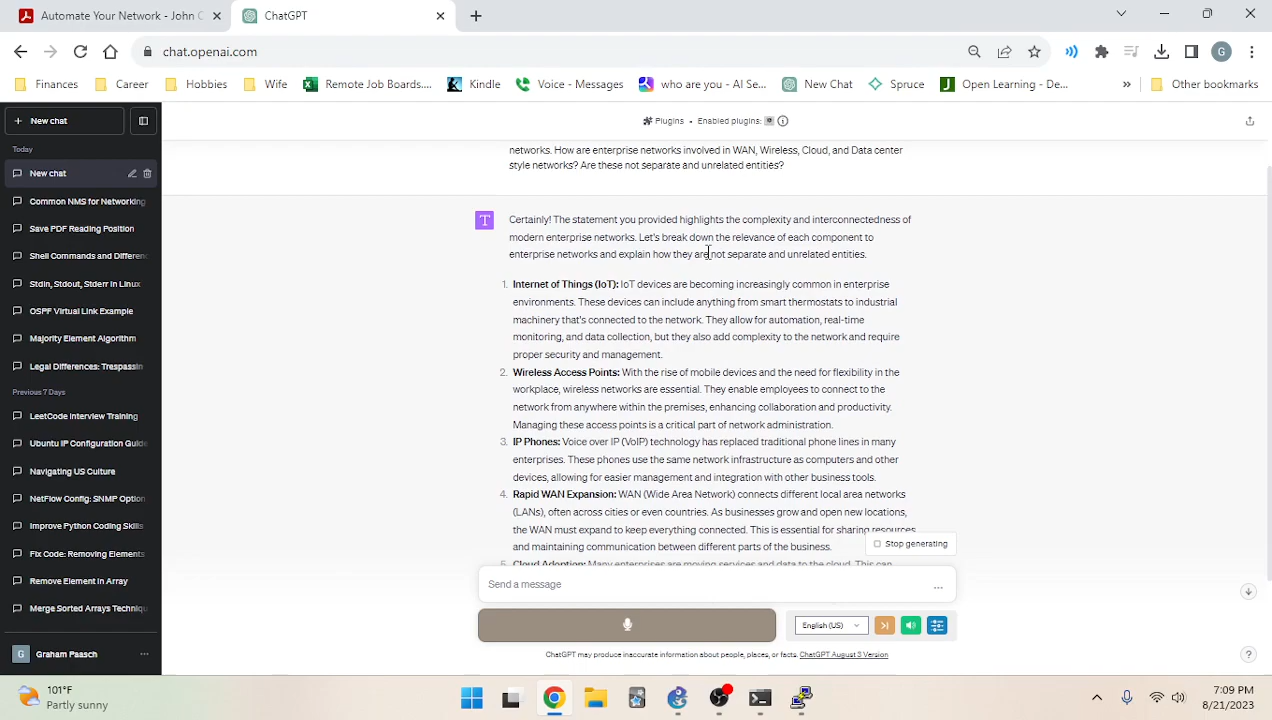 Automate Your Network - John C
ChatGPT
chat.openai.com
G
Finances
Career
Hobbies
Wife
Remote Job Boards....
Kindle
Voice - Messages
who are you - AI Se...
New Chat
Spruce
Open Learning - De...
»
Other bookmarks
New chat
Plugins • Enabled plugins:
Today
New chat
Common NMS for Networking
Save PDF Reading Position
Shell Commands and Differenc
Stdin, Stdout, Stderr in Linux
OSPF Virtual Link Example
Majority Element Algorithm
Legal Differences: Trespassin
Previous 7 Days
LeetCode Interview Training
Ubuntu IP Configuration Guide
Navigating US Culture
NetFlow Config: SNMP Option
Improve Python Coding Skills
Fix Code: Removing Elements
Remove Element in Array
Merge Sorted Arrays Techniqu
Graham Paasch
networks. How are enterprise networks involved in WAN, Wireless, Cloud, and Data center
style networks? Are these not separate and unrelated entities?
T
Certainly! The statement you provided highlights the complexity and interconnectedness of
modern enterprise networks. Let's break down the relevance of each component to
enterprise networks and explain how they are not separate and unrelated entities.
1. Internet of Things (IoT): IoT devices are becoming increasingly common in enterprise
environments. These devices can include anything from smart thermostats to industrial
machinery that's connected to the network. They allow for automation, real-time
monitoring, and data collection, but they also add complexity to the network and require
proper security and management.
2. Wireless Access Points: With the rise of mobile devices and the need for flexibility in the
workplace, wireless networks are essential. They enable employees to connect to the
network from anywhere within the premises, enhancing collaboration and productivity.
Managing these access points is a critical part of network administration.
3. IP Phones: Voice over IP (VoIP) technology has replaced traditional phone lines in many
enterprises. These phones use the same network infrastructure as computers and other
devices, allowing for easier management and integration with other business tools.
4. Rapid WAN Expansion: WAN (Wide Area Network) connects different local area networks
(LANs), often across cities or even countries. As businesses grow and open new locations,
the WAN must expand to keep everything connected. This is essential for sharing resources
and maintaining communication between different parts of the business.
5. Cloud Adoption: Many enterprises are moving services and data to the cloud. This can
Stop generating
Send a message
English (US)
ChatGPT may produce inaccurate information about people, places, or facts. ChatGPT August 3 Version
?
101°F
Partly sunny
7:09 PM
8/21/2023